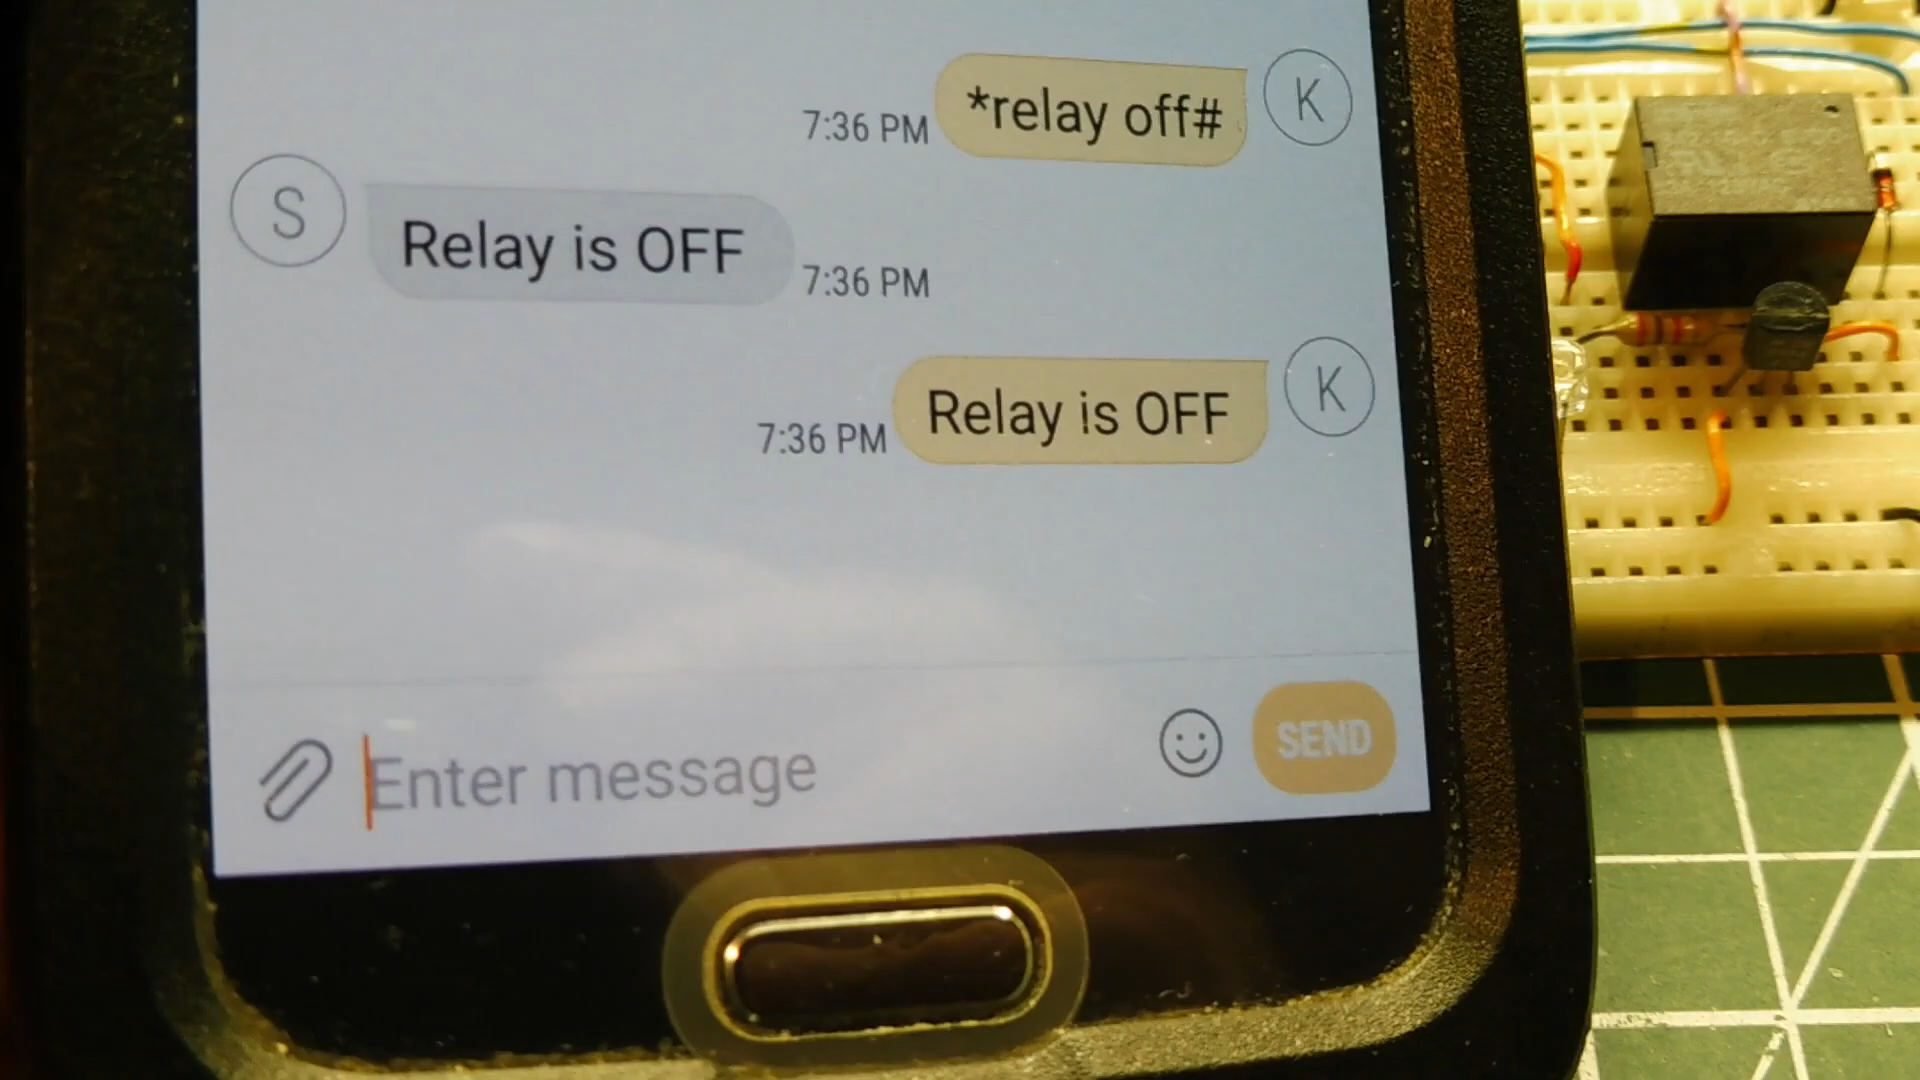 *relay off#
K
7:36 PM
S
Relay is OFF
7:36 PM
K
Relay is OFF
7:36 PM
Enter message
SEND